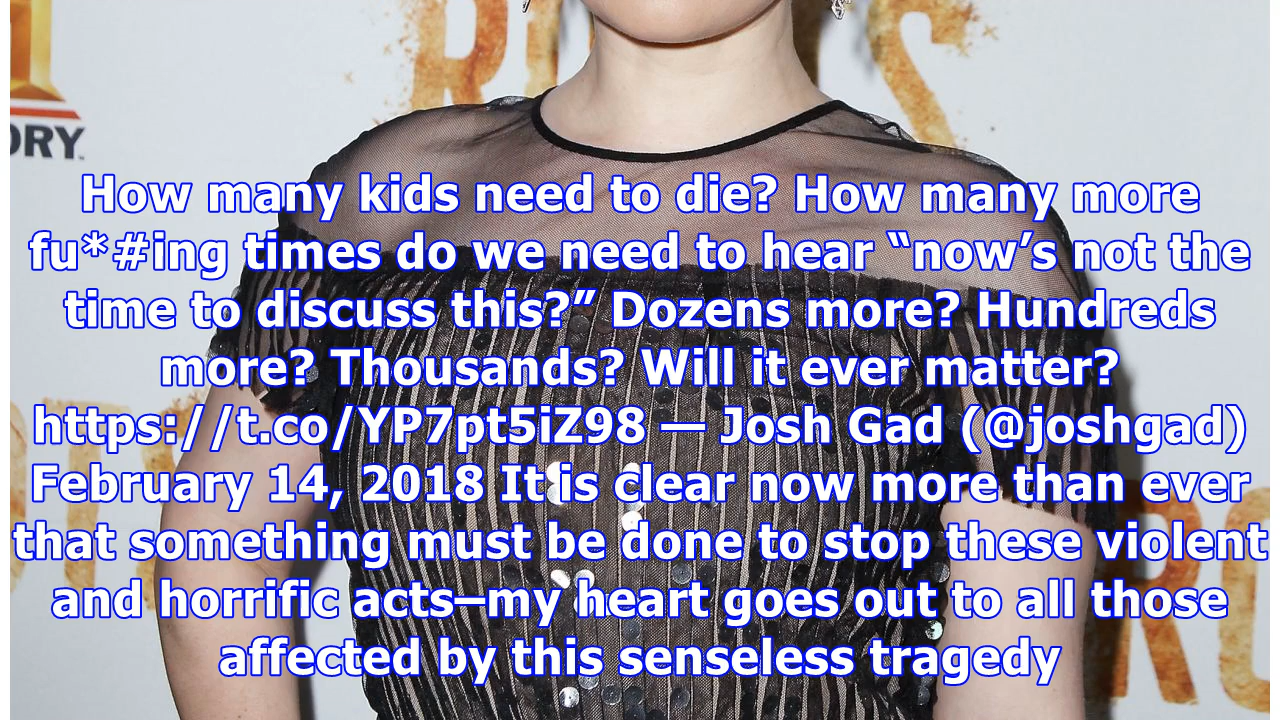 How many kids need to die? How many more
fu*#ing times do we need to hear “now’s not the
time to discuss this?” Dozens more? Hundreds
more? Thousands? Will it ever matter?
https://t.co/YP7pt5iZ98 — Josh Gad (@joshgad)
February 14, 2018 It is clear now more than ever
that something must be done to stop these violent
and horrific acts—my heart goes out to all those
affected by this senseless tragedy